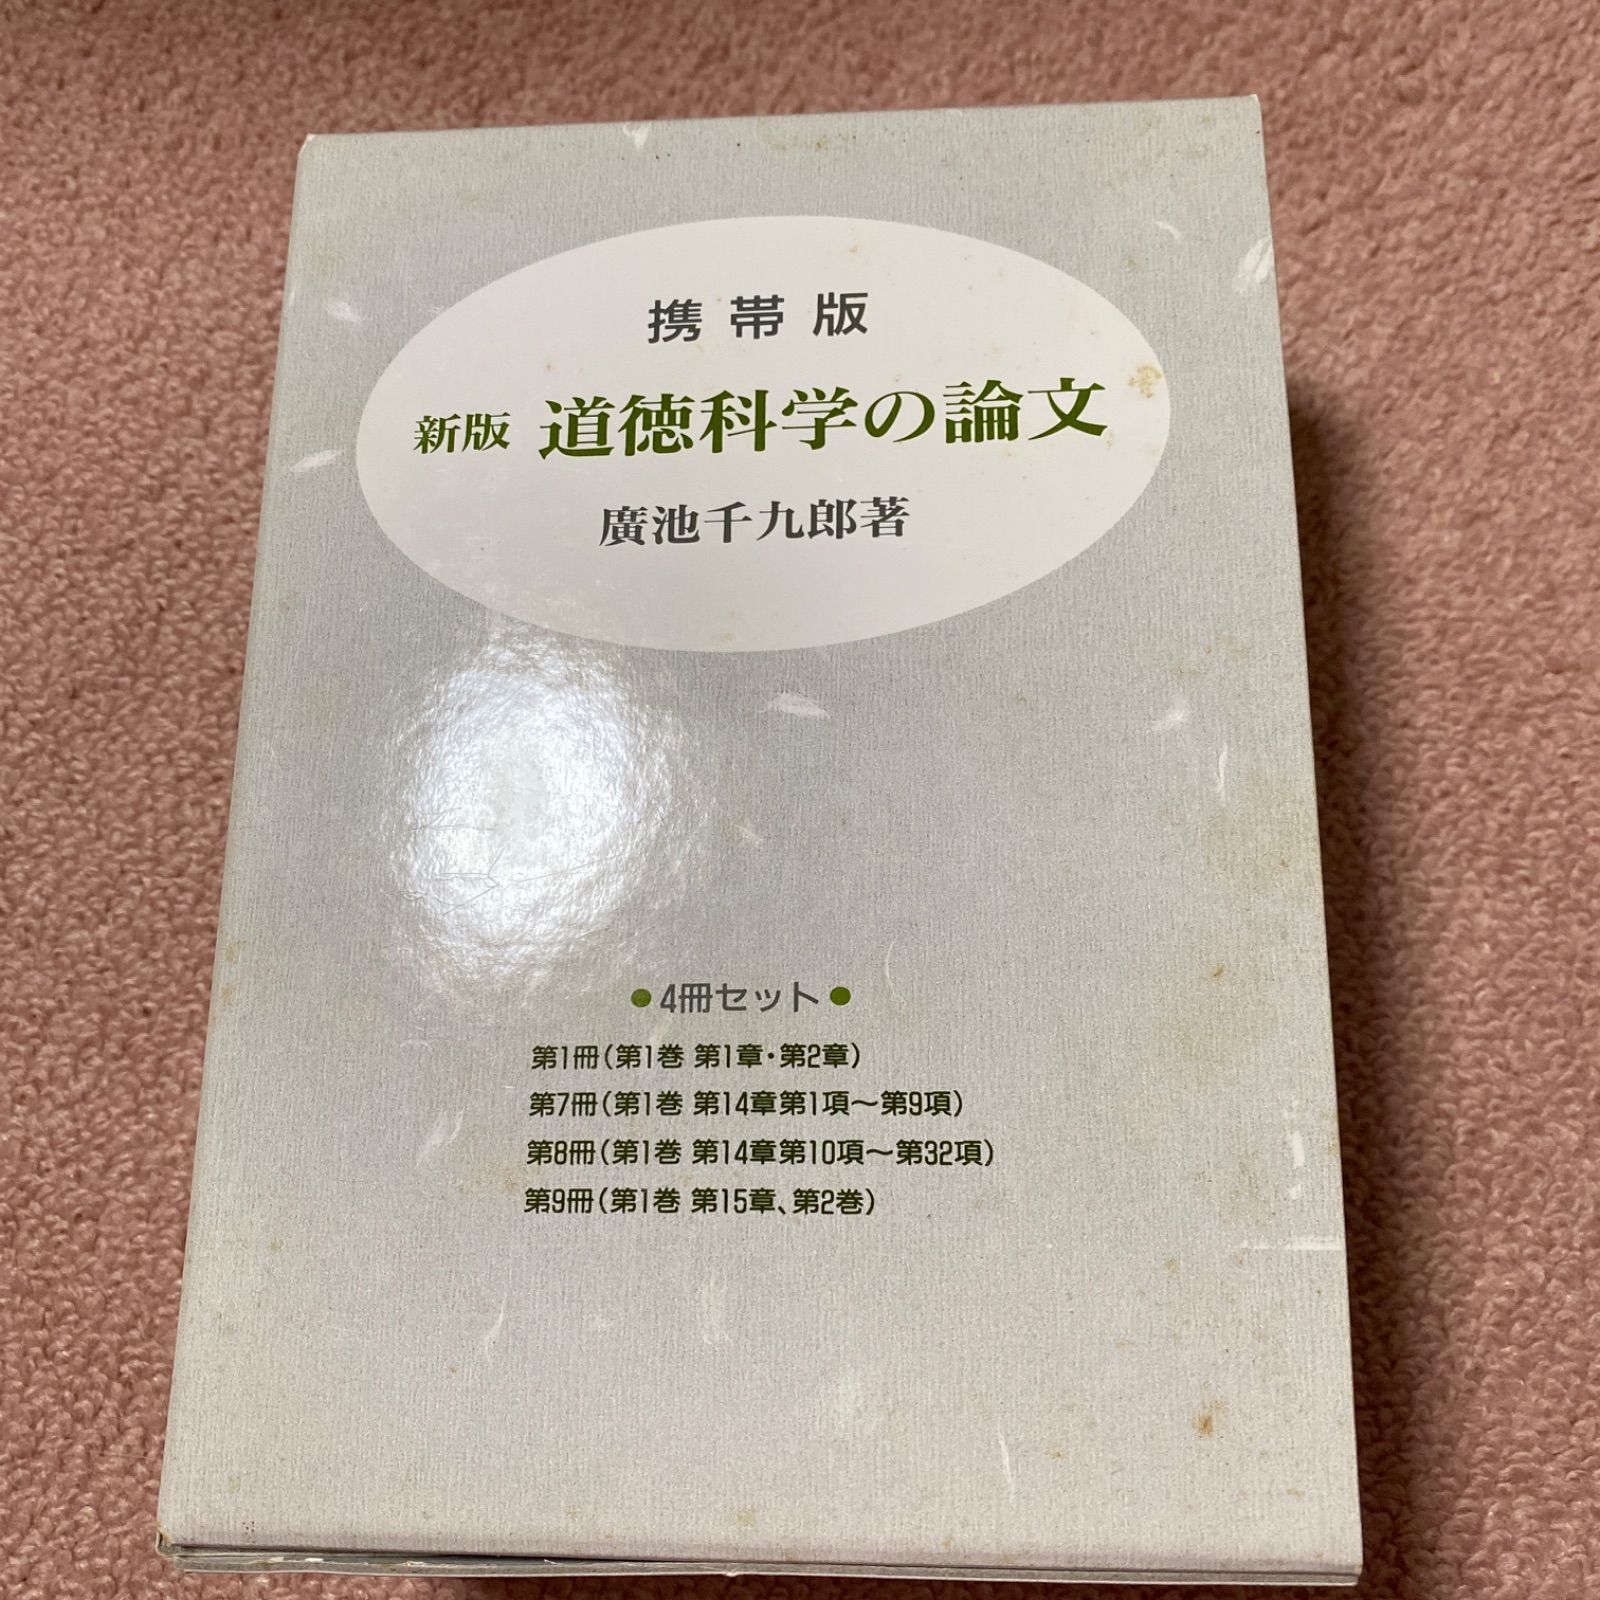 携帯版
新版 道徳科学の論文
廣池千九郎著
●4冊セット●
第1冊(第1巻 第1章・第2章)
第7冊(第1巻 第14章第1項～第9項)
第8冊(第1巻 第14章第10項～第32項)
第9冊(第1巻 第15章、第2巻)